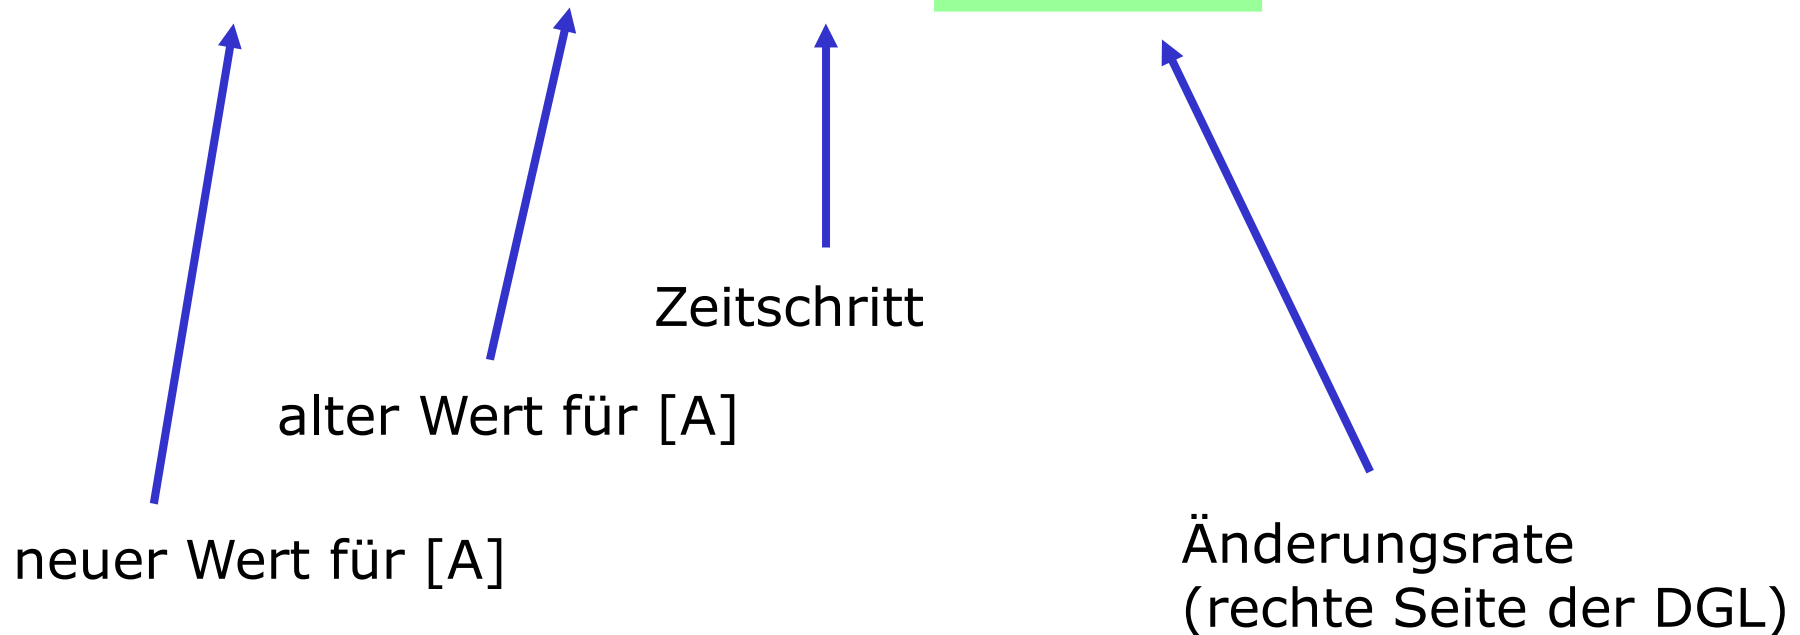 Zeitschritt
alter Wert für [A]
neuer Wert für [A]
Änderungsrate
(rechte Seite der DGL)